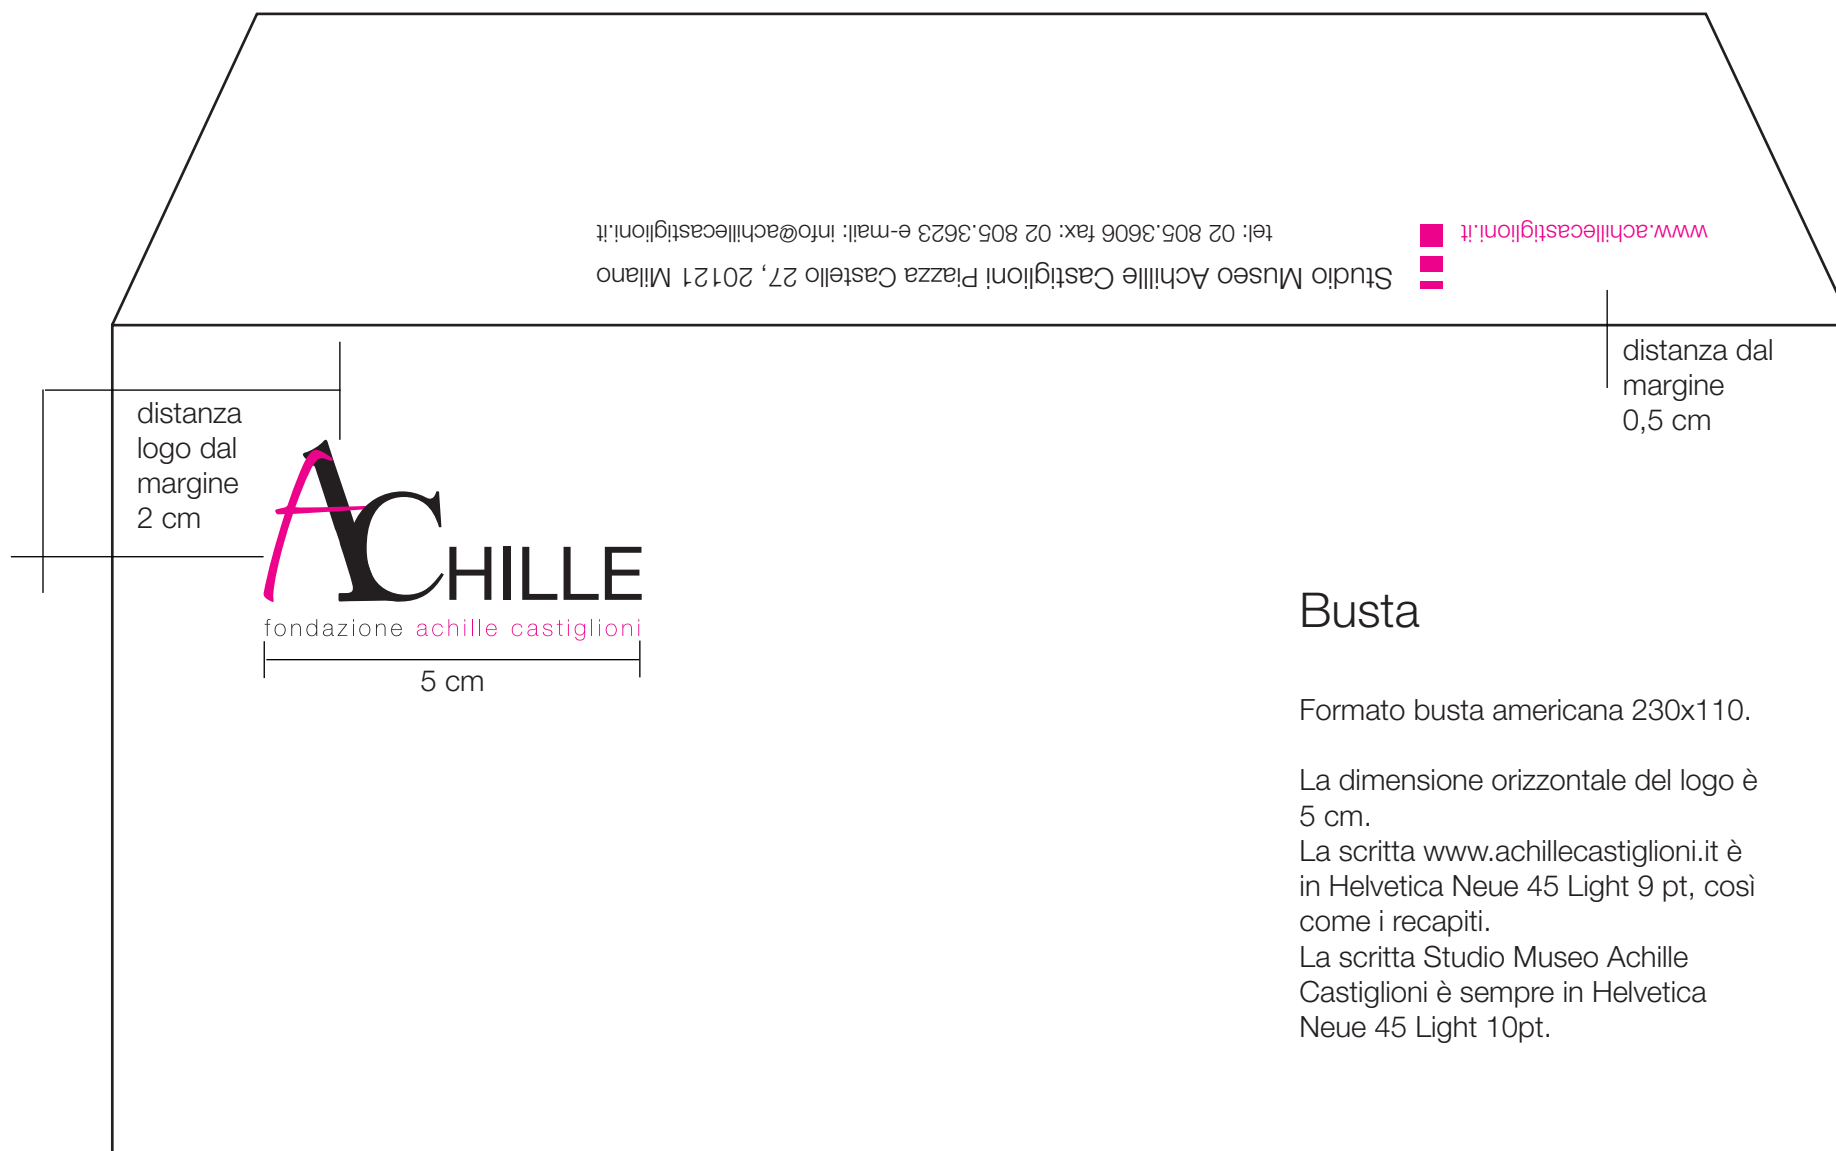 Studio Museo Achillle Castiglioni Piazza Castello 27, 20121 Milano
tel: 02 805.3606 fax: 02 805.3623 e-mail: info@achillecastiglioni.it
www.achillecastiglioni.it
distanza dal
margine
0,5 cm
distanza
logo dal
margine
2 cm
ACHILLE
fondazione achille castiglioni
5 cm
Busta
Formato busta americana 230x110.
La dimensione orizzontale del logo è
5 cm.
La scritta www.achillecastiglioni.it è
in Helvetica Neue 45 Light 9 pt, così
come i recapiti.
La scritta Studio Museo Achille
Castiglioni è sempre in Helvetica
Neue 45 Light 10pt.